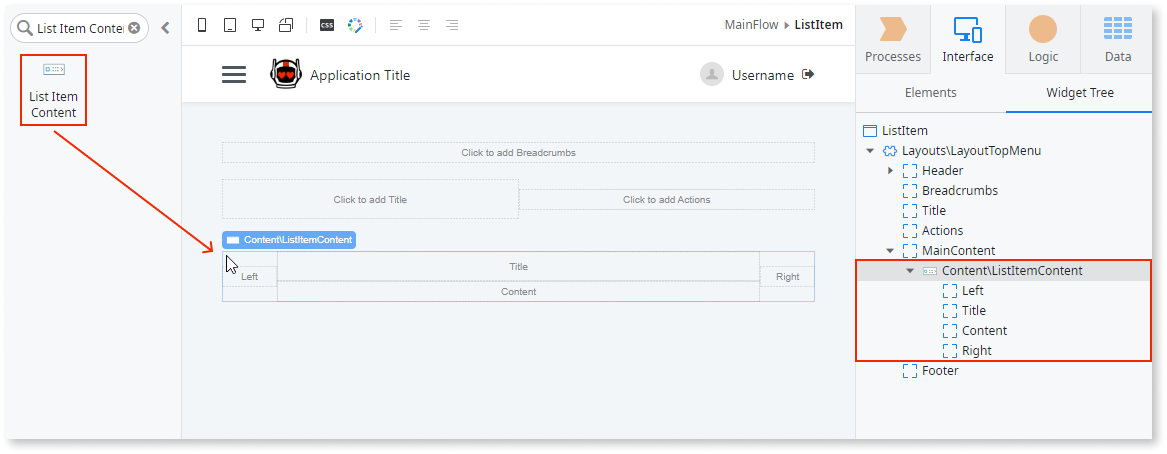 List Item Conte
List Item
Content
CSS
MainFlow
ListItem
Application Title
Username
Click to add Breadcrumbs
Click to add Title
Click to add Actions
Content\ListItemContent
Left
Title
Content
Right
Processes
Interface
Logic
Data
Elements
Widget Tree
ListItem
Layouts\LayoutTopMenu
Header
Breadcrumbs
Title
Actions
MainContent
Content\ListItemContent
Left
Title
Content
Right
Footer